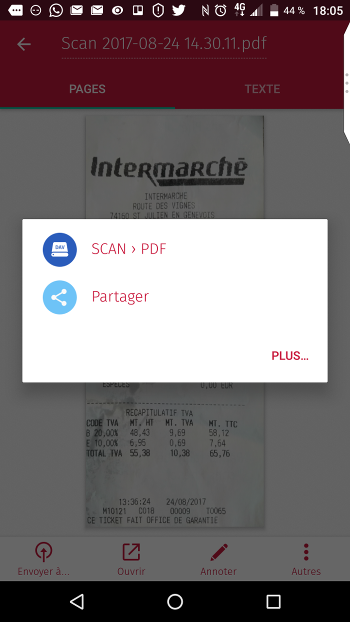 4G 44 % 18:05
Scan 2017-08-24 14.30.11.pdf
PAGES TEXTE
Intermarchē
INTERMARCHE
ROUTE DES VIGNES
74160 ST JULIEN EN GENEVOIS
DAV SCAN › PDF
Partager
PLUS...
ESPECES 0,00 EUR
RECAPITULATIF TVA
CODE TVA MT. HT MT. TVA MT. TTC
B 20,00% 48,43 9,69 58,12
E 10,00% 6,95 0,69 7,64
TOTAL TVA 55,38 10,38 65,76
13:36:24 24/08/2017
M10121 C018 00009 T0065
CE TICKET FAIT OFFICE DE GARANTIE
Envoyer à... Ouvrir Annoter Autres